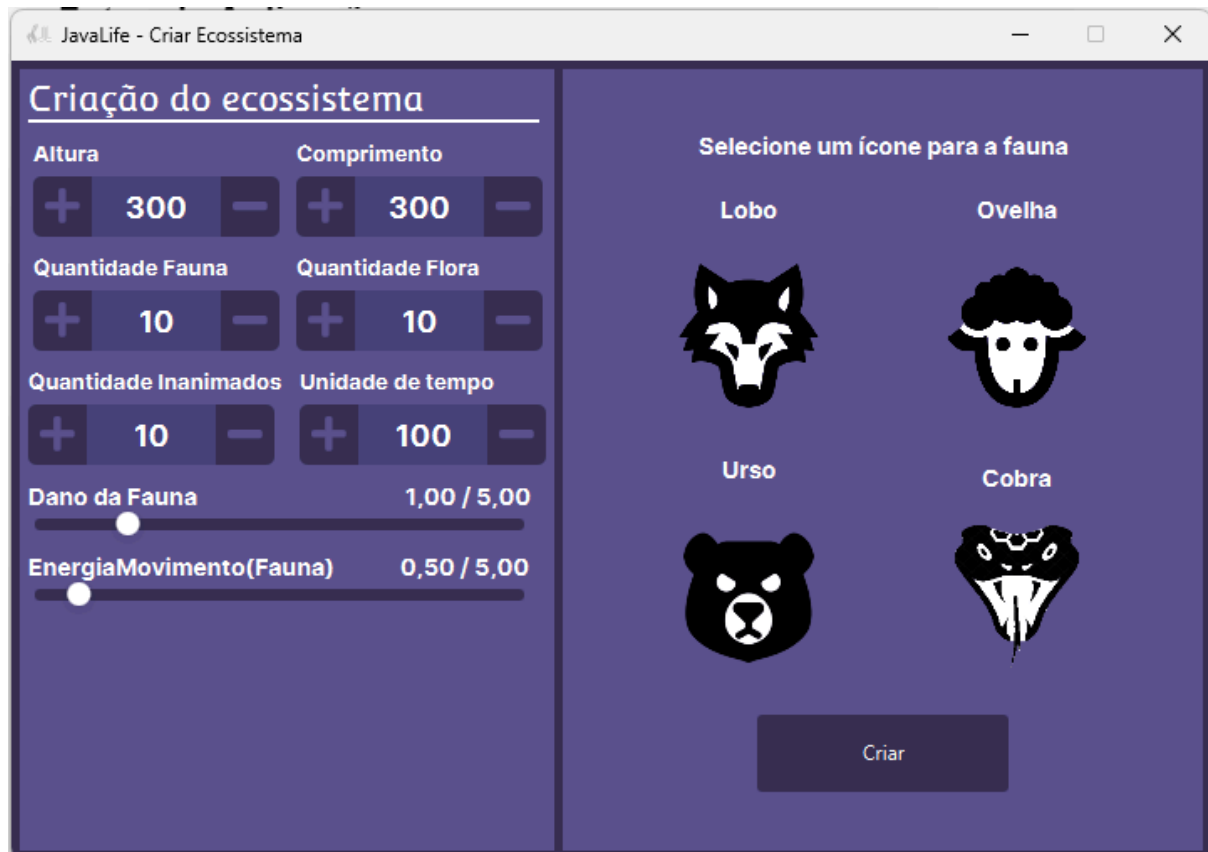 JavaLife - Criar Ecossistema
Criação do ecossistema
Altura
Comprimento
300
300
Quantidade Fauna
Quantidade Flora
10
10
Quantidade Inanimados
Unidade de tempo
10
100
Dano da Fauna
1,00 / 5,00
EnergiaMovimento(Fauna)
0,50 / 5,00
Selecione um ícone para a fauna
Lobo
Ovelha
Urso
Cobra
Criar